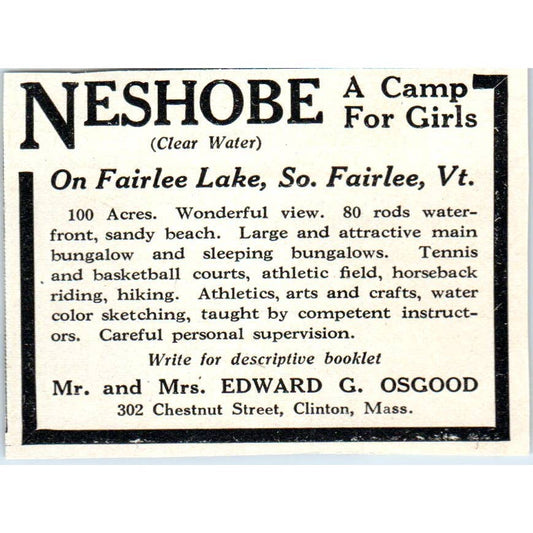 NESHOBE
A Camp
For Girls
(Clear Water)
On Fairlee Lake, So. Fairlee, Vt.
100 Acres. Wonderful view. 80 rods water-
front, sandy beach. Large and attractive main
bungalow and sleeping bungalows. Tennis
and basketball courts, athletic field, horseback
riding, hiking. Athletics, arts and crafts, water
color sketching, taught by competent instruct-
ors. Careful personal supervision.
Write for descriptive booklet
Mr. and Mrs. EDWARD G. OSGOOD
302 Chestnut Street, Clinton, Mass.